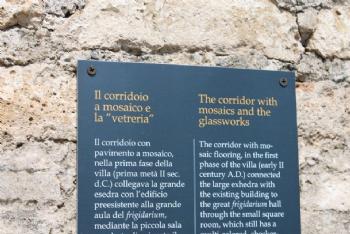 Il corridoio
a mosaico e
la "vetreria"
Il corridoio con
pavimento a mosaico,
nella prima fase della
villa (prima metà II sec.
d.C.) collegava la grande
esedra con l'edificio
preesistente alla grande
aula del frigidarium,
mediante la piccola sala
The corridor with
mosaics and the
glassworks
The corridor with mo-
saic flooring, in the first
phase of the villa (early II
century A.D.) connected
the large exhedra with
the existing building to
the great frigidarium hall
through the small square
room, which still has a